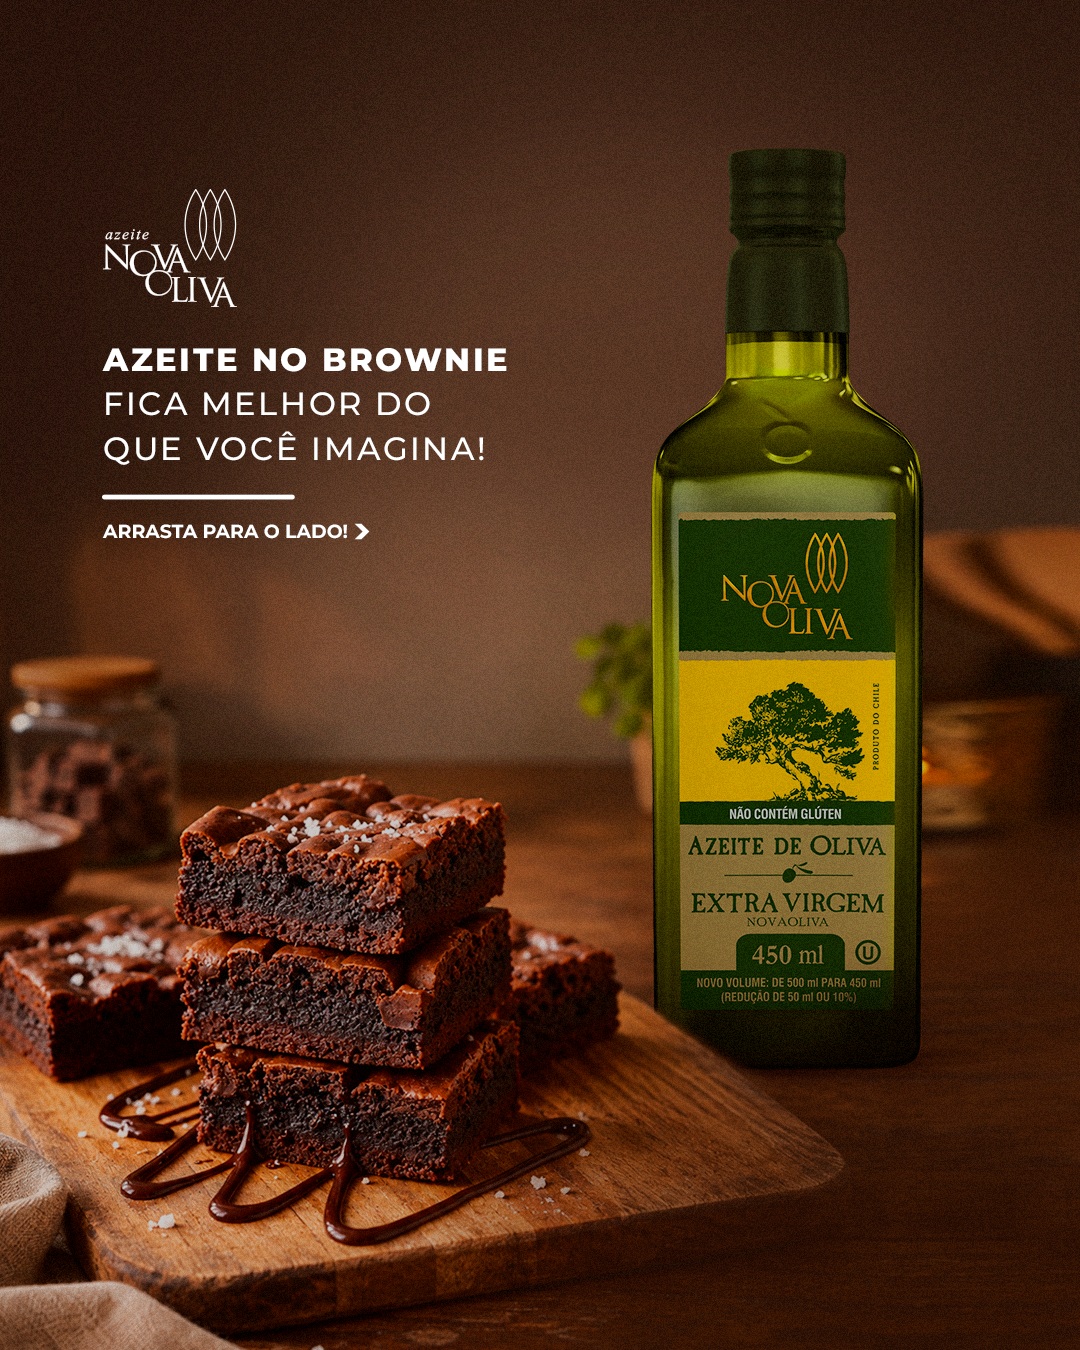 azeite
NOVA
OLIVA
AZEITE NO BROWNIE
FICA MELHOR DO
QUE VOCÊ IMAGINA!
ARRASTA PARA O LADO!
NOVA
OLIVA
PRODUTO DO CHILE
NÃO CONTÉM GLÚTEN
AZEITE DE OLIVA
EXTRA VIRGEM
NOVAOLIVA
450 ml
U
NOVO VOLUME: DE 500 ml PARA 450 ml
(REDUÇÃO DE 50 ml OU 10%)